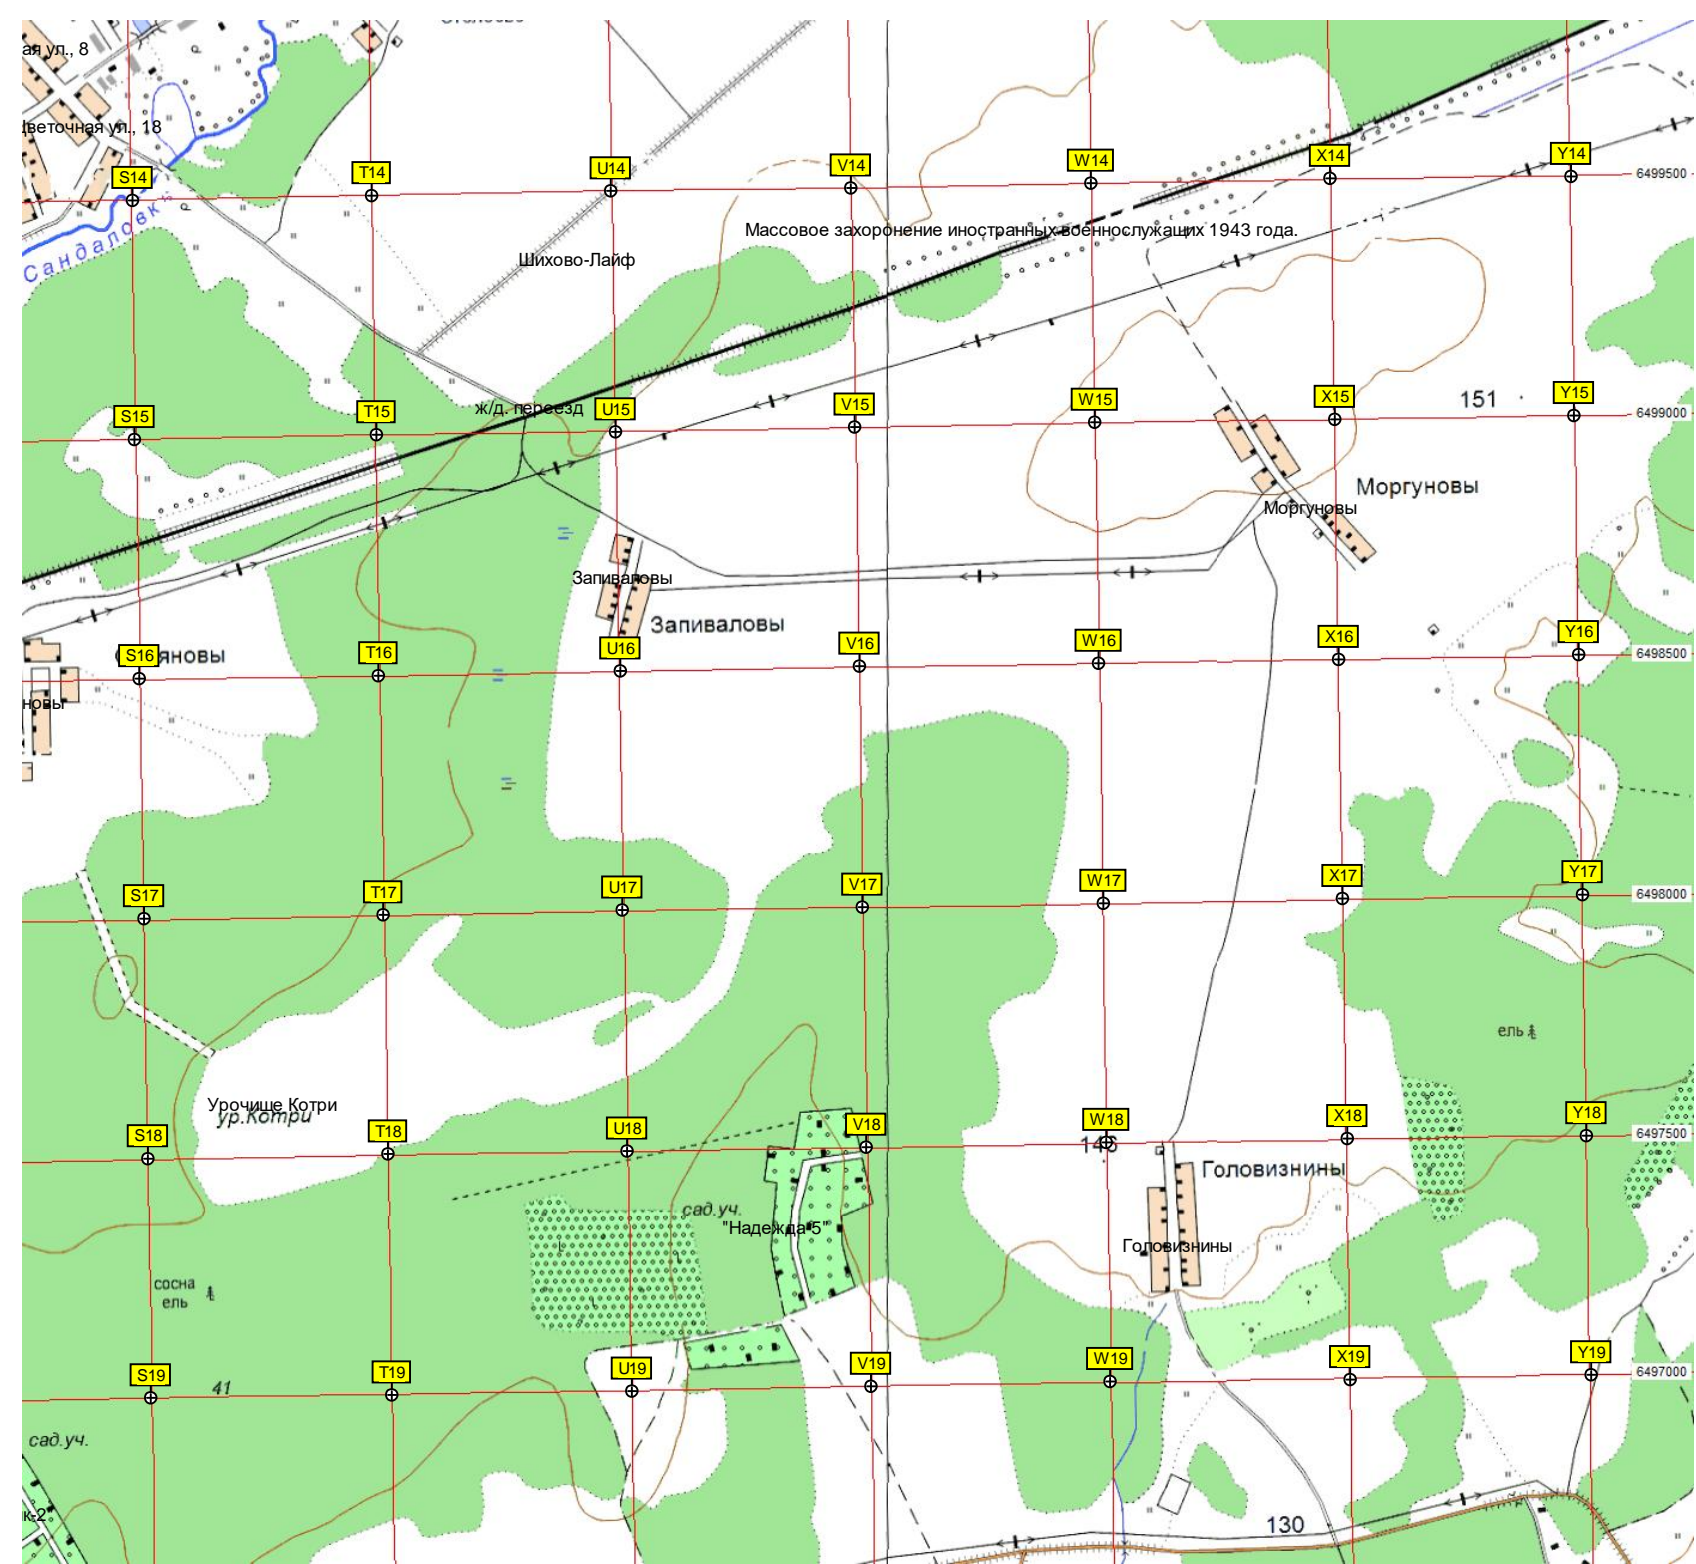 ая ул., 8
цветочная ул., 18
S14
T14
U14
V14
W14
X14
Y14
6499500
Сандаловк
Массовое захоронение иностранных военнослужащих 1943 года.
Шихово-Лайф
ж/д. переезд
S15
T15
U15
V15
W15
X15
Y15
151
6499000
Моргуновы
Моргуновы
Запиваловы
Запиваловы
S16
яновы
T16
U16
V16
W16
X16
Y16
6498500
новы
S17
T17
U17
V17
W17
X17
Y17
6498000
ель
Урочище Котри
ур.Котри
S18
T18
U18
V18
W18
X18
Y18
6497500
146
Головизнины
сад.уч.
"Надежда-5"
Головизнины
сосна
ель
S19
T19
U19
V19
W19
X19
Y19
6497000
41
сад.уч.
к-2
130